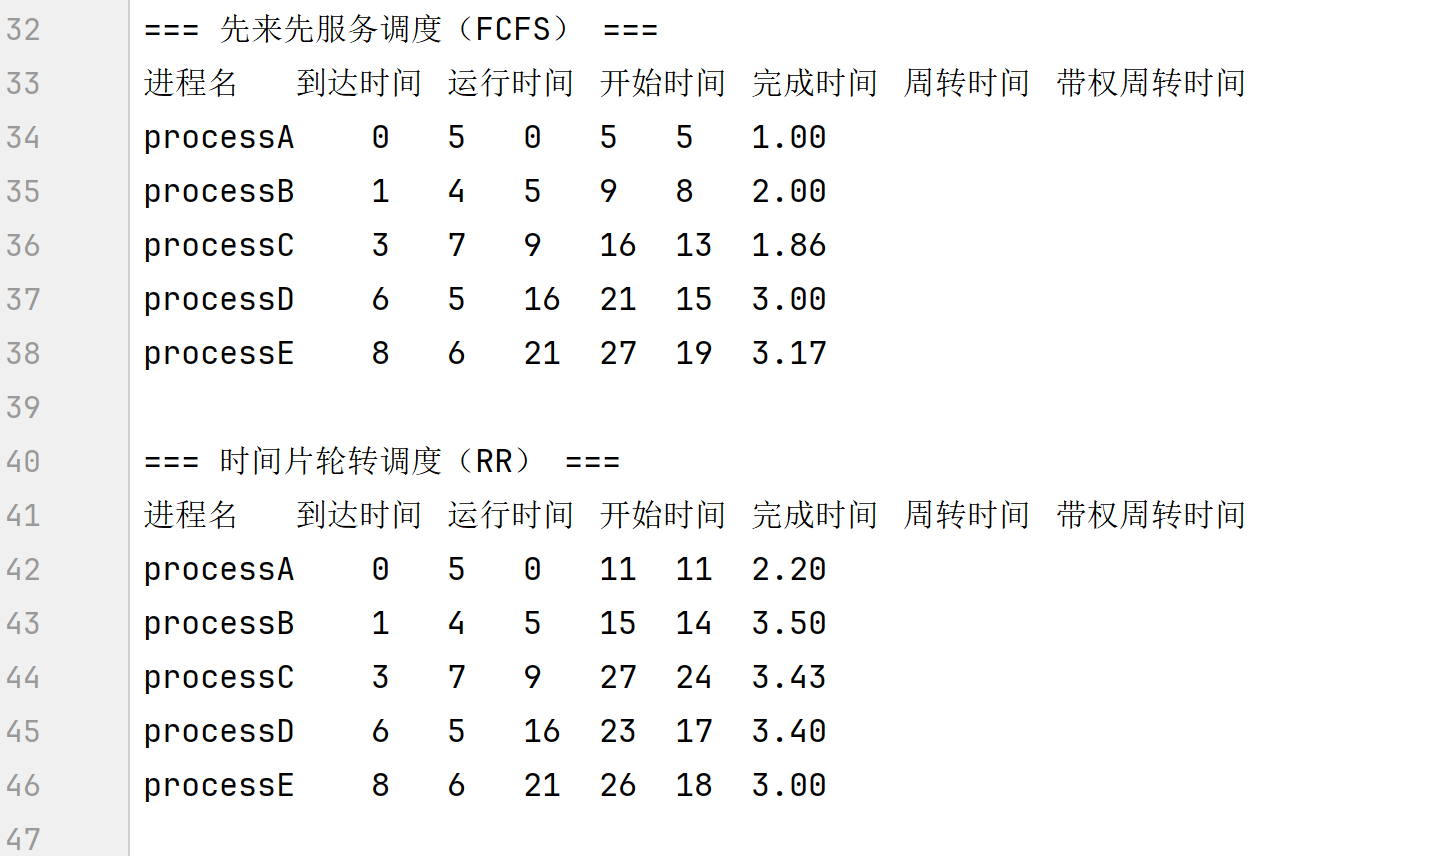 32 === 先来先服务调度（FCFS） ===
33 进程名 到达时间 运行时间 开始时间 完成时间 周转时间 带权周转时间
34 processA 0 5 0 5 5 1.00
35 processB 1 4 5 9 8 2.00
36 processC 3 7 9 16 13 1.86
37 processD 6 5 16 21 15 3.00
38 processE 8 6 21 27 19 3.17
39
40 === 时间片轮转调度（RR） ===
41 进程名 到达时间 运行时间 开始时间 完成时间 周转时间 带权周转时间
42 processA 0 5 0 11 11 2.20
43 processB 1 4 5 15 14 3.50
44 processC 3 7 9 27 24 3.43
45 processD 6 5 16 23 17 3.40
46 processE 8 6 21 26 18 3.00
47